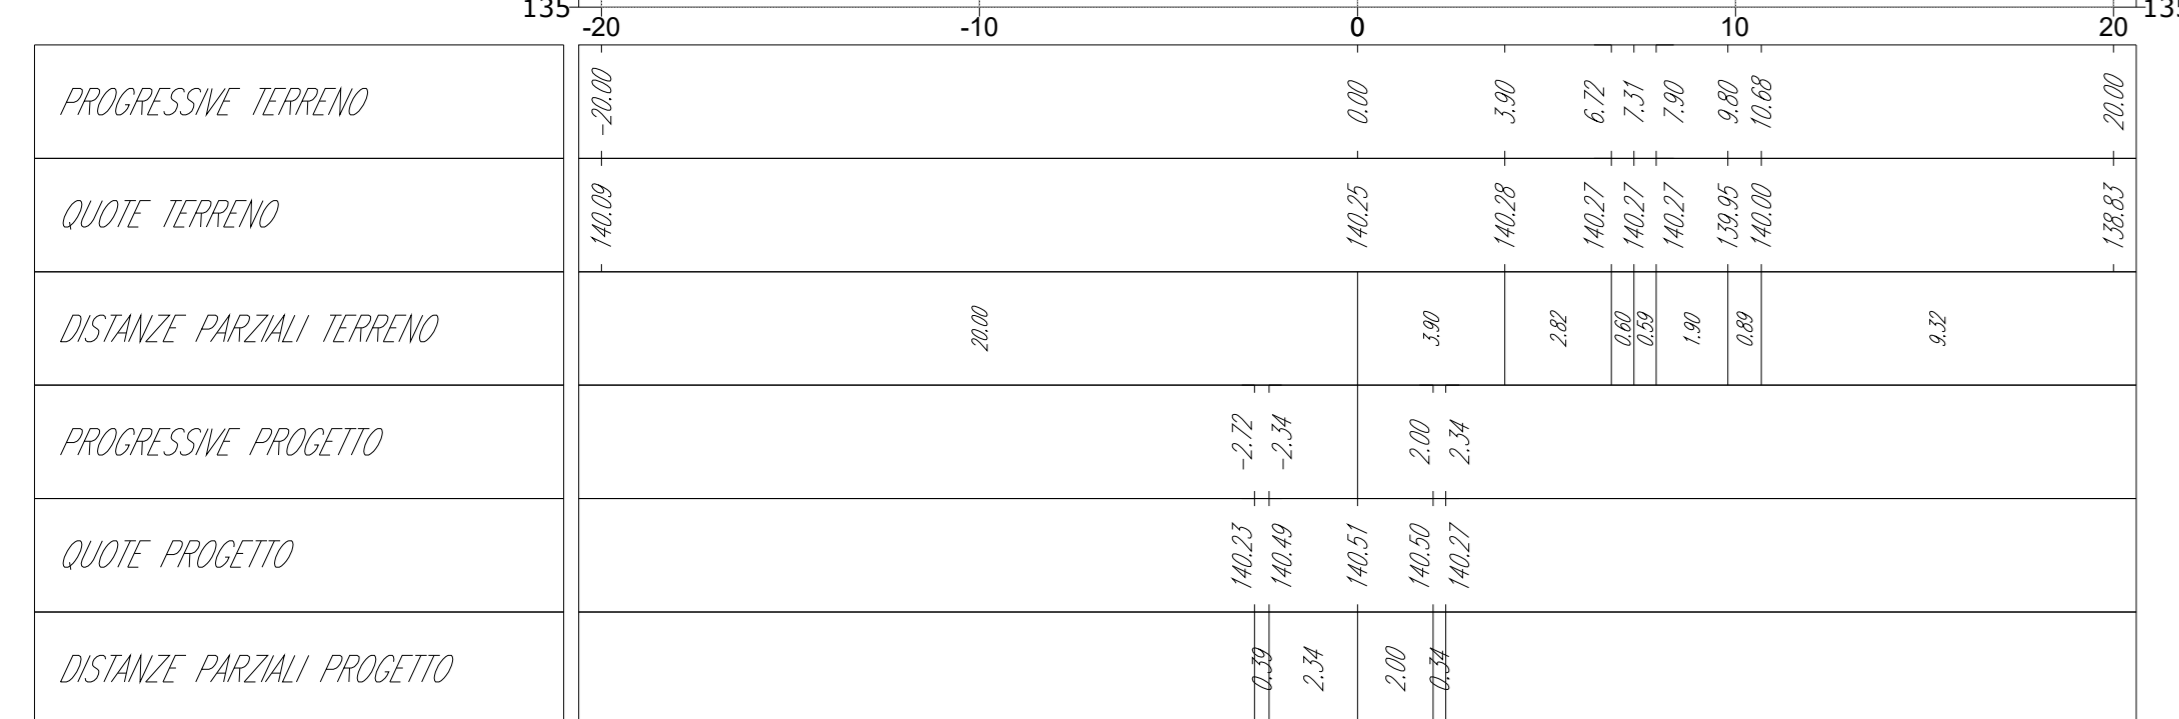 135
-20 -10 0 10 20
PROGRESSIVE TERRENO -20.00 0.00 3.90 6.72 7.31 7.90 9.80 10.68 20.00
QUOTE TERRENO 140.09 140.25 140.28 140.27 140.27 140.27 139.95 140.00 138.83
DISTANZE PARZIALI TERRENO 20.00 3.90 2.82 0.60 0.59 1.90 0.89 9.32
PROGRESSIVE PROGETTO -2.72 -2.34 2.00 2.34
QUOTE PROGETTO 140.23 140.49 140.51 140.50 140.27
DISTANZE PARZIALI PROGETTO 0.39 2.34 2.00 0.34